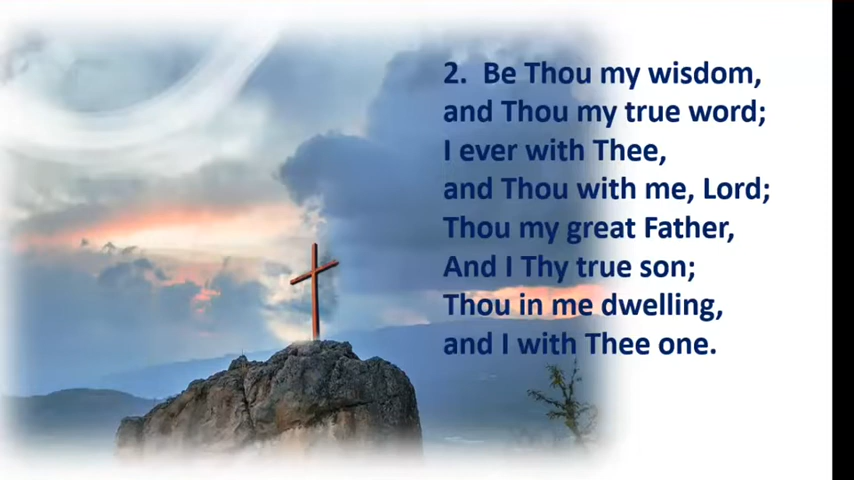 2. Be Thou my wisdom,
and Thou my true word;
I ever with Thee,
and Thou with me, Lord;
Thou my great Father,
And I Thy true son;
Thou in me dwelling,
and I with Thee one.